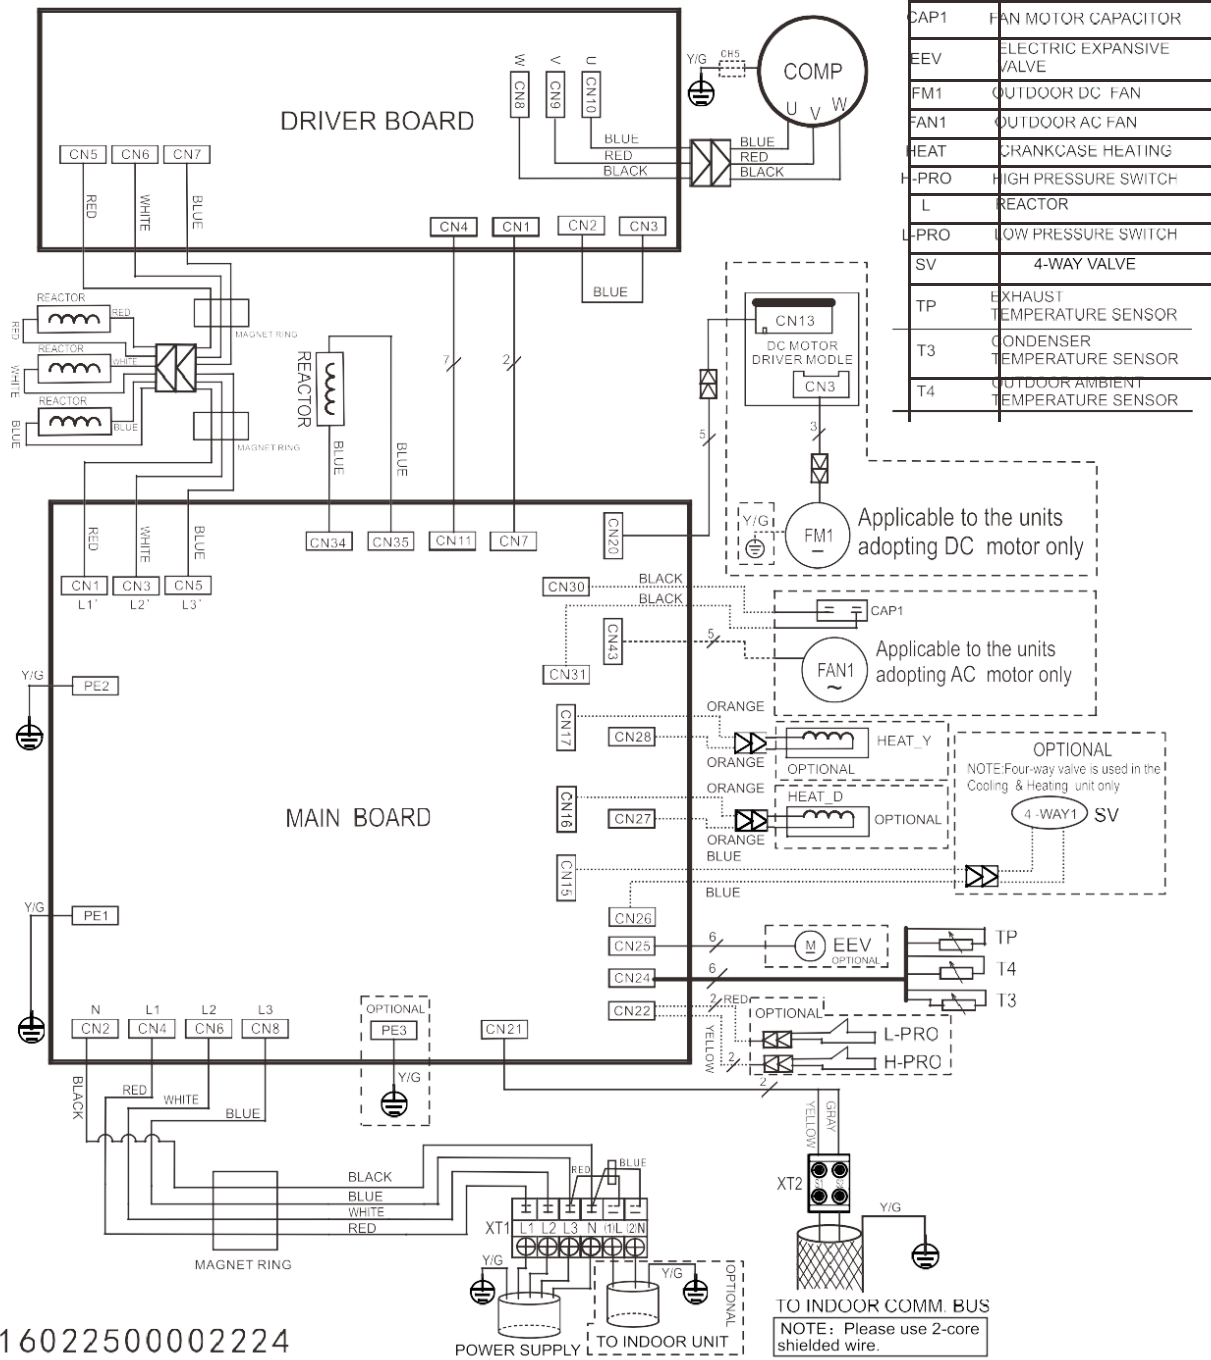 DRIVER BOARD
W
V
U
CN8
CN9
CN10
CN5
CN6
CN7
RED
WHITE
BLUE
BLUE
RED
BLACK
BLUE
RED
BLACK
Y/G
CH5
COMP
U
V
W
CN4
CN1
CN2
CN3
BLUE
CAP1 FAN MOTOR CAPACITOR
EEV ELECTRIC EXPANSIVE
VALVE
FM1 OUTDOOR DC FAN
FAN1 OUTDOOR AC FAN
HEAT CRANKCASE HEATING
H-PRO HIGH PRESSURE SWITCH
L REACTOR
L-PRO LOW PRESSURE SWITCH
SV 4-WAY VALVE
TP EXHAUST
TEMPERATURE SENSOR
T3 CONDENSER
TEMPERATURE SENSOR
T4 OUTDOOR AMBIENT
TEMPERATURE SENSOR
REACTOR
RED
RED
REACTOR
WHITE
WHITE
REACTOR
BLUE
BLUE
MAGNET RING
MAGNET RING
REACTOR
BLUE
BLUE
7
2
CN13
DC MOTOR
DRIVER MODLE
CN3
5
3
Y/G
FM1
Applicable to the units
adopting DC motor only
RED
WHITE
BLUE
CN34
CN35
CN11
CN7
CN20
CN1
CN3
CN5
L1'
L2'
L3'
CN30
BLACK
BLACK
CAP1
CN43
5
CN31
FAN1
Applicable to the units
adopting AC motor only
Y/G
PE2
CN17
CN28
ORANGE
ORANGE
HEAT_Y
OPTIONAL
MAIN BOARD
CN16
CN27
ORANGE
ORANGE
HEAT_D
OPTIONAL
OPTIONAL
NOTE:Four-way valve is used in the
Cooling & Heating unit only
4 -WAY1
SV
CN15
BLUE
BLUE
CN26
Y/G
PE1
CN25
6
M
EEV
OPTIONAL
CN24
6
TP
T4
T3
CN22
2
RED
YELLOW
2
OPTIONAL
L-PRO
H-PRO
N
L1
L2
L3
CN2
CN4
CN6
CN8
OPTIONAL
PE3
Y/G
CN21
2
BLACK
RED
WHITE
BLUE
YELLOW
GRAY
BLACK
BLUE
WHITE
RED
MAGNET RING
RED
BLUE
XT1
L1
L2
L3
N
(1)L
(2)N
Y/G
Y/G
OPTIONAL
POWER SUPPLY
TO INDOOR UNIT
XT2
Y/G
TO INDOOR COMM. BUS
NOTE: Please use 2-core
shielded wire.
16022500002224